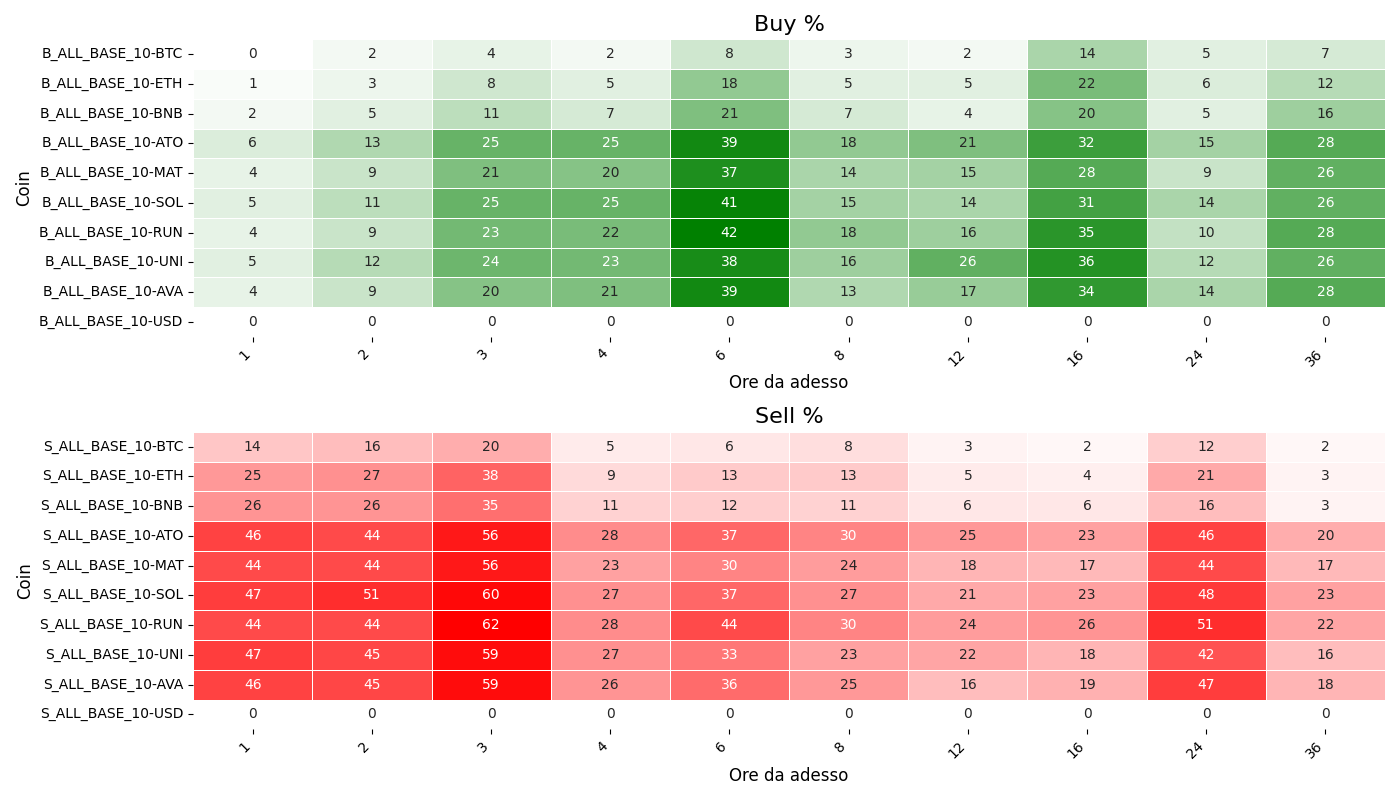 Buy %
Coin
B_ALL_BASE_10-BTC 0 2 4 2 8 3 2 14 5 7
B_ALL_BASE_10-ETH 1 3 8 5 18 5 5 22 6 12
B_ALL_BASE_10-BNB 2 5 11 7 21 7 4 20 5 16
B_ALL_BASE_10-ATO 6 13 25 25 39 18 21 32 15 28
B_ALL_BASE_10-MAT 4 9 21 20 37 14 15 28 9 26
B_ALL_BASE_10-SOL 5 11 25 25 41 15 14 31 14 26
B_ALL_BASE_10-RUN 4 9 23 22 42 18 16 35 10 28
B_ALL_BASE_10-UNI 5 12 24 23 38 16 26 36 12 26
B_ALL_BASE_10-AVA 4 9 20 21 39 13 17 34 14 28
B_ALL_BASE_10-USD 0 0 0 0 0 0 0 0 0 0
1 2 3 4 6 8 12 16 24 36
Ore da adesso
Sell %
Coin
S_ALL_BASE_10-BTC 14 16 20 5 6 8 3 2 12 2
S_ALL_BASE_10-ETH 25 27 38 9 13 13 5 4 21 3
S_ALL_BASE_10-BNB 26 26 35 11 12 11 6 6 16 3
S_ALL_BASE_10-ATO 46 44 56 28 37 30 25 23 46 20
S_ALL_BASE_10-MAT 44 44 56 23 30 24 18 17 44 17
S_ALL_BASE_10-SOL 47 51 60 27 37 27 21 23 48 23
S_ALL_BASE_10-RUN 44 44 62 28 44 30 24 26 51 22
S_ALL_BASE_10-UNI 47 45 59 27 33 23 22 18 42 16
S_ALL_BASE_10-AVA 46 45 59 26 36 25 16 19 47 18
S_ALL_BASE_10-USD 0 0 0 0 0 0 0 0 0 0
1 2 3 4 6 8 12 16 24 36
Ore da adesso